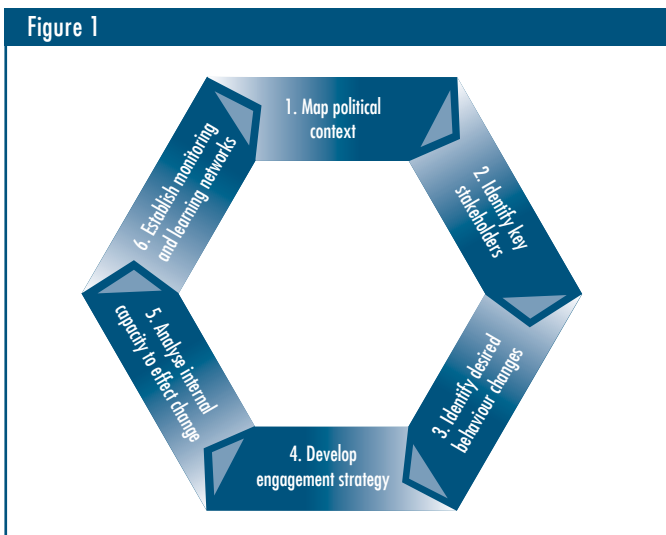 Figure 1
1. Map political
context
2. Identify key
stakeholders
3. Identify desired
behaviour changes
4. Develop
engagement strategy
5. Analyse internal
capacity to effect change
6. Establish monitoring
and learning networks